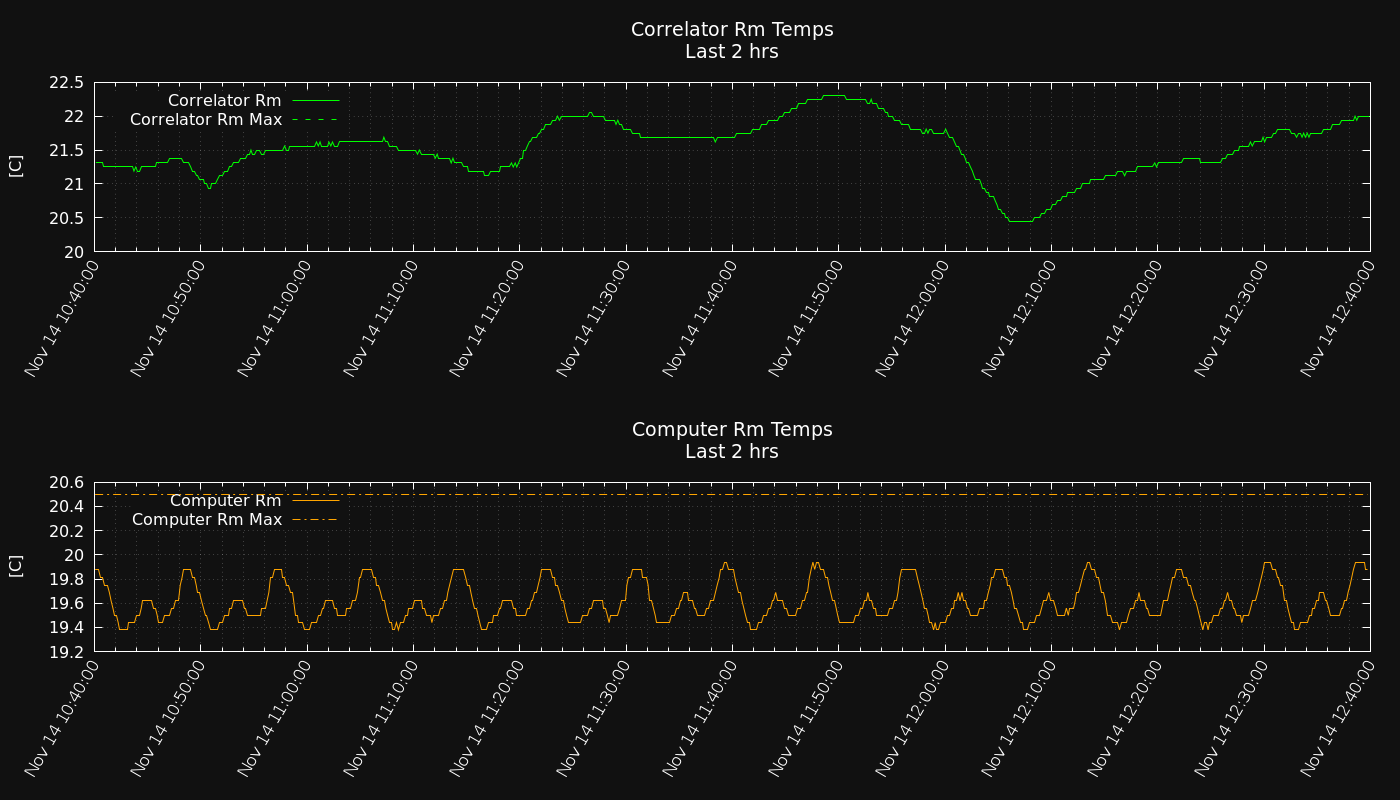 Correlator Rm Temps
Last 2 hrs
22.5
22
21.5
21
20.5
20
[C]
Correlator Rm
Correlator Rm Max
Nov 14 10:40:00
Nov 14 10:50:00
Nov 14 11:00:00
Nov 14 11:10:00
Nov 14 11:20:00
Nov 14 11:30:00
Nov 14 11:40:00
Nov 14 11:50:00
Nov 14 12:00:00
Nov 14 12:10:00
Nov 14 12:20:00
Nov 14 12:30:00
Nov 14 12:40:00
Computer Rm Temps
Last 2 hrs
20.6
20.4
20.2
20
19.8
19.6
19.4
19.2
[C]
Computer Rm
Computer Rm Max
Nov 14 10:40:00
Nov 14 10:50:00
Nov 14 11:00:00
Nov 14 11:10:00
Nov 14 11:20:00
Nov 14 11:30:00
Nov 14 11:40:00
Nov 14 11:50:00
Nov 14 12:00:00
Nov 14 12:10:00
Nov 14 12:20:00
Nov 14 12:30:00
Nov 14 12:40:00